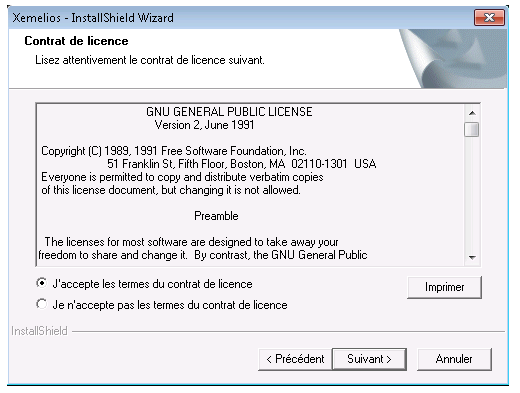 Xemelios - InstallShield Wizard
Contrat de licence
Lisez attentivement le contrat de licence suivant.
GNU GENERAL PUBLIC LICENSE
Version 2, June 1991
Copyright (C) 1989, 1991 Free Software Foundation, Inc.
51 Franklin St, Fifth Floor, Boston, MA  02110-1301  USA
Everyone is permitted to copy and distribute verbatim copies
of this license document, but changing it is not allowed.
Preamble
The licenses for most software are designed to take away your
freedom to share and change it.  By contrast, the GNU General Public
J'accepte les termes du contrat de licence
Imprimer
Je n'accepte pas les termes du contrat de licence
InstallShield
< Précédent
Suivant >
Annuler